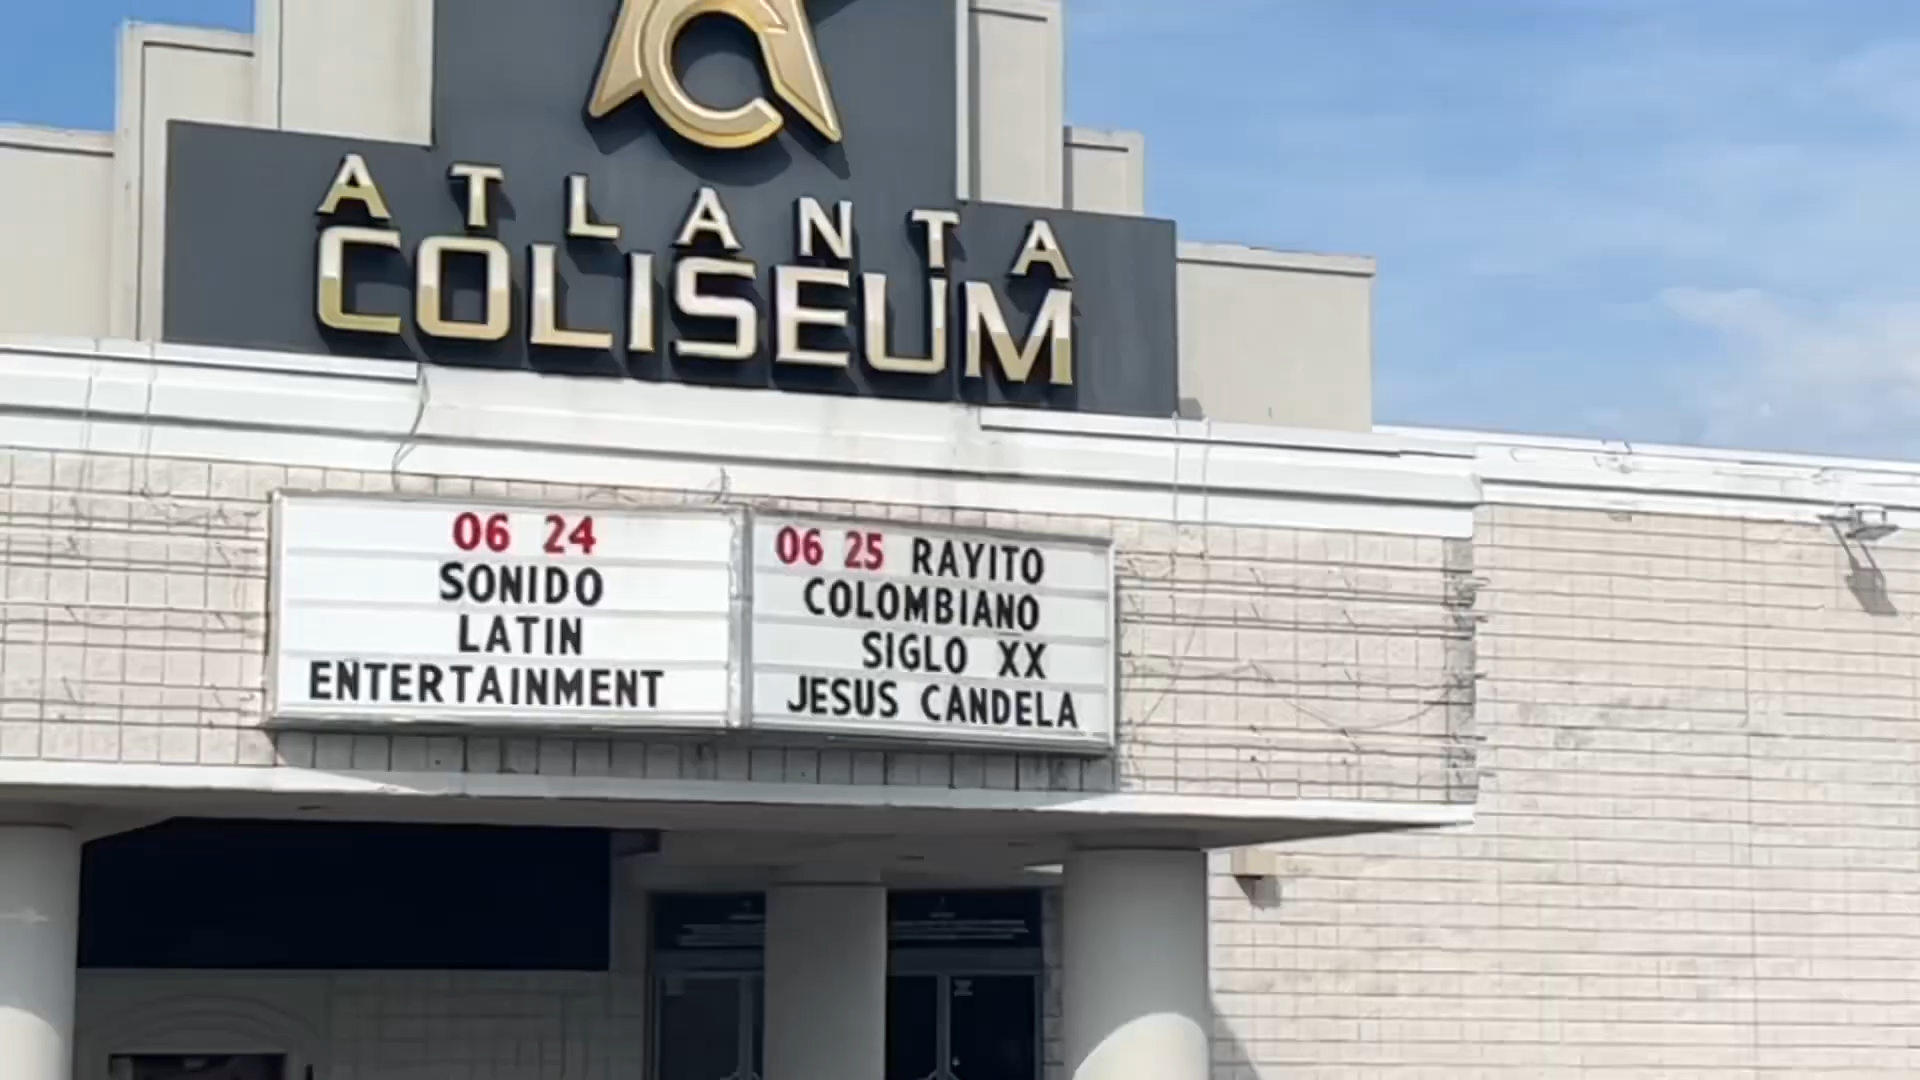 ATLANTA
COLISEUM
06 24
SONIDO
LATIN
ENTERTAINMENT
06 25 RAYITO
COLOMBIANO
SIGLO XX
JESUS CANDELA